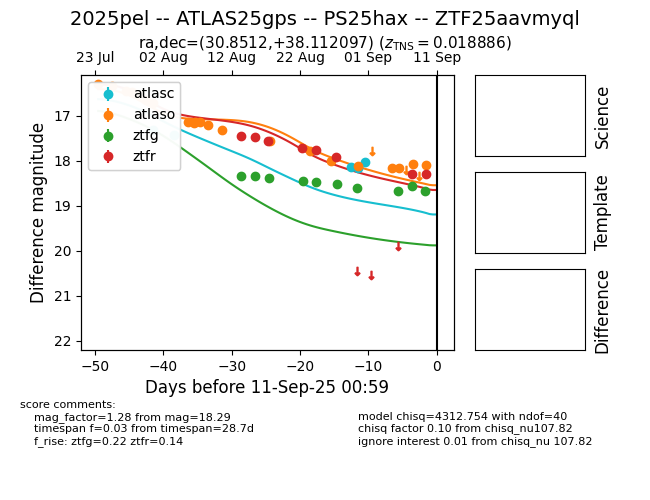 2025pel -- ATLAS25gps -- PS25hax -- ZTF25aavmyql
ra,dec=(30.8512,+38.112097) (zTNS = 0.018886)
23 Jul 02 Aug 12 Aug 22 Aug 01 Sep 11 Sep
atlasc
atlaso
ztfg
ztfr
17
18
19
20
21
22
Difference magnitude
−50 −40 −30 −20 −10 0
Days before 11-Sep-25 00:59
Science
Template
Difference
score comments:
mag_factor=1.28 from mag=18.29
timespan f=0.03 from timespan=28.7d
f_rise: ztfg=0.22 ztfr=0.14
model chisq=4312.754 with ndof=40
chisq factor 0.10 from chisq_nu107.82
ignore interest 0.01 from chisq_nu 107.82